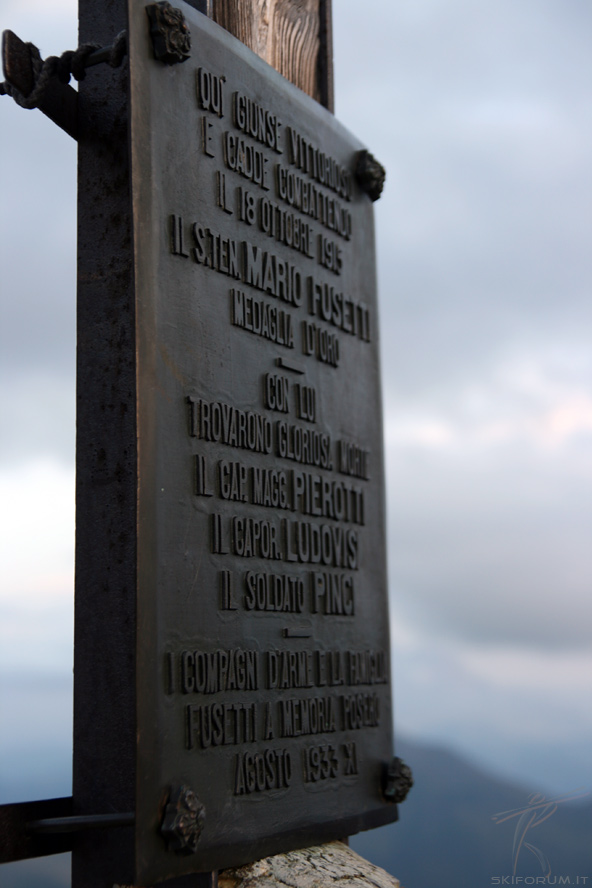 QUI' GIUNSE VITTORIOSO
E CADDE COMBATTENDO
IL 18 OTTOBRE 1915
IL S.TEN. MARIO FUSETTI
MEDAGLIA D'ORO
CON LUI
TROVARONO GLORIOSA MORTE
IL CAP. MAGG. PIEROTTI
IL CAPOR. LUDOVISI
IL SOLDATO PINCI
I COMPAGNI D'ARME E LA FAMIGLIA
FUSETTI A MEMORIA POSERO
AGOSTO 1933 XI
SKIFORUM.IT